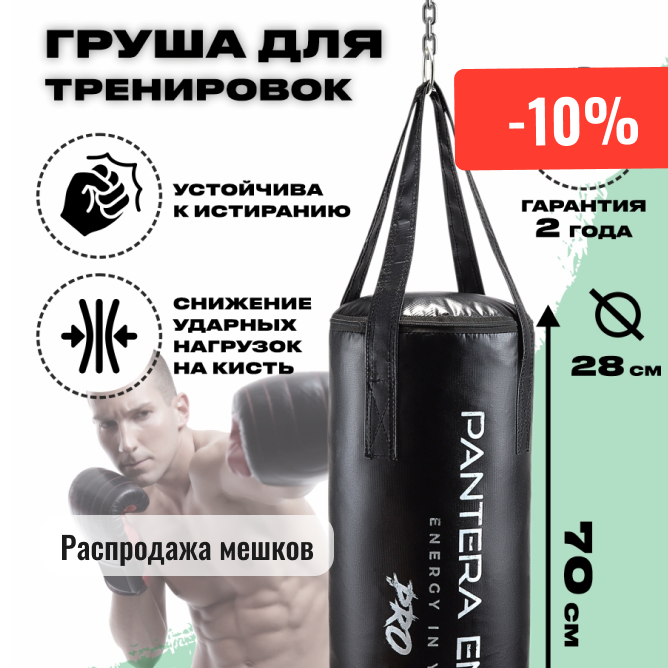 ГРУША ДЛЯ
ТРЕНИРОВОК
-10%
УСТОЙЧИВА
К ИСТИРАНИЮ
ГАРАНТИЯ
2 ГОДА
СНИЖЕНИЕ
УДАРНЫХ
НАГРУЗОК
НА КИСТЬ
28 СМ
PANTERA
ENERGY IN
PRO
70 СМ
Распродажа мешков